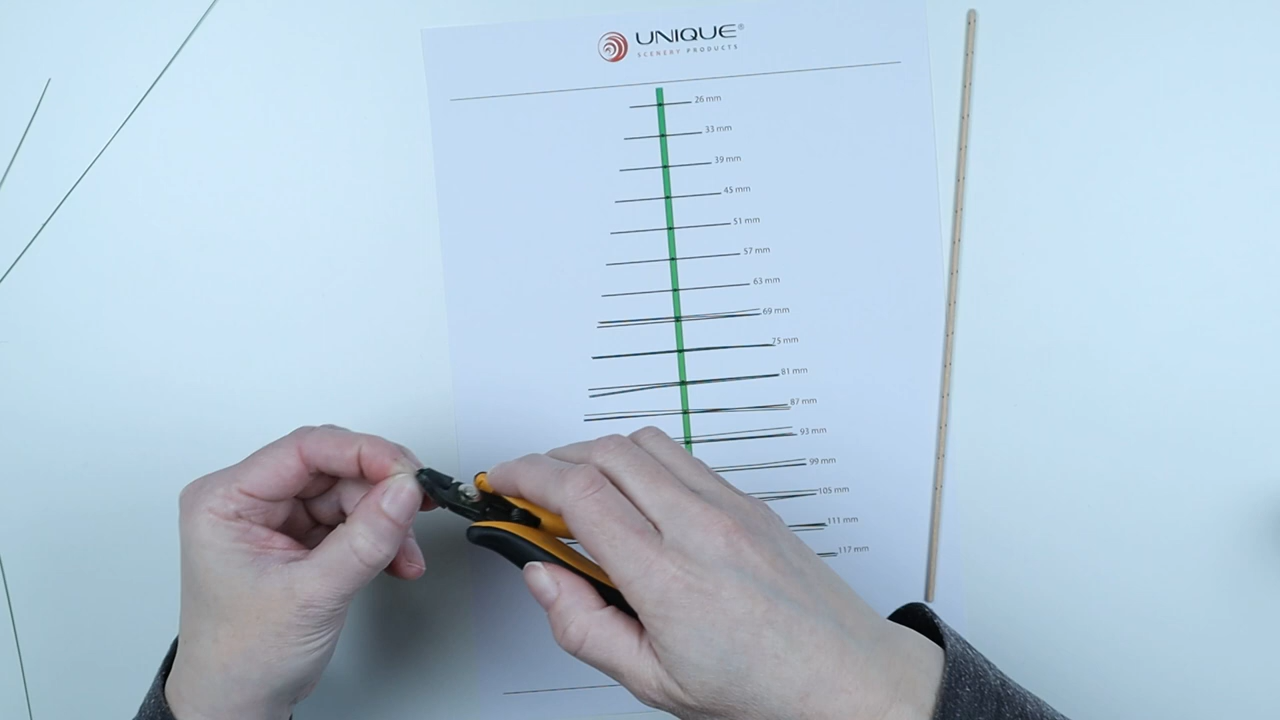 UNIQUE®
SCENERY PRODUCTS
26 mm
33 mm
39 mm
45 mm
51 mm
57 mm
63 mm
69 mm
75 mm
81 mm
87 mm
93 mm
99 mm
105 mm
111 mm
117 mm